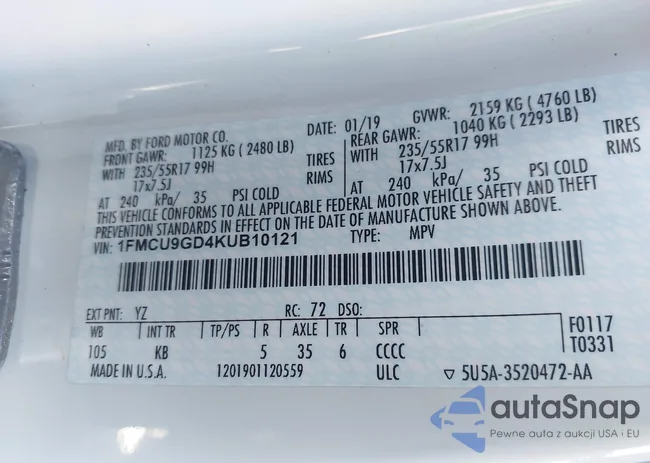 MFD. BY FORD MOTOR CO. DATE: 01/19 GVWR: 2159 KG (4760 LB)
FRONT GAWR: 1125 KG (2480 LB) REAR GAWR: 1040 KG (2293 LB)
WITH 235/55R17 99H TIRES WITH 235/55R17 99H TIRES
17x7.5J RIMS 17x7.5J RIMS
AT 240 kPa/ 35 PSI COLD AT 240 kPa/ 35 PSI COLD
THIS VEHICLE CONFORMS TO ALL APPLICABLE FEDERAL MOTOR VEHICLE SAFETY AND THEFT
PREVENTION STANDARDS IN EFFECT ON THE DATE OF MANUFACTURE SHOWN ABOVE.
VIN: 1FMCU9GD4KUB10121 TYPE: MPV
EXT PNT: YZ RC: 72 DSO: F0117
WB INT TR TP/PS R AXLE TR SPR T0331
105 KB 5 35 6 CCCC
MADE IN U.S.A. 1201901120559 ULC ▽ 5U5A-3520472-AA
autaSnap
Pewne auta z aukcji USA i EU